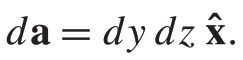 da = dy dz x̂.